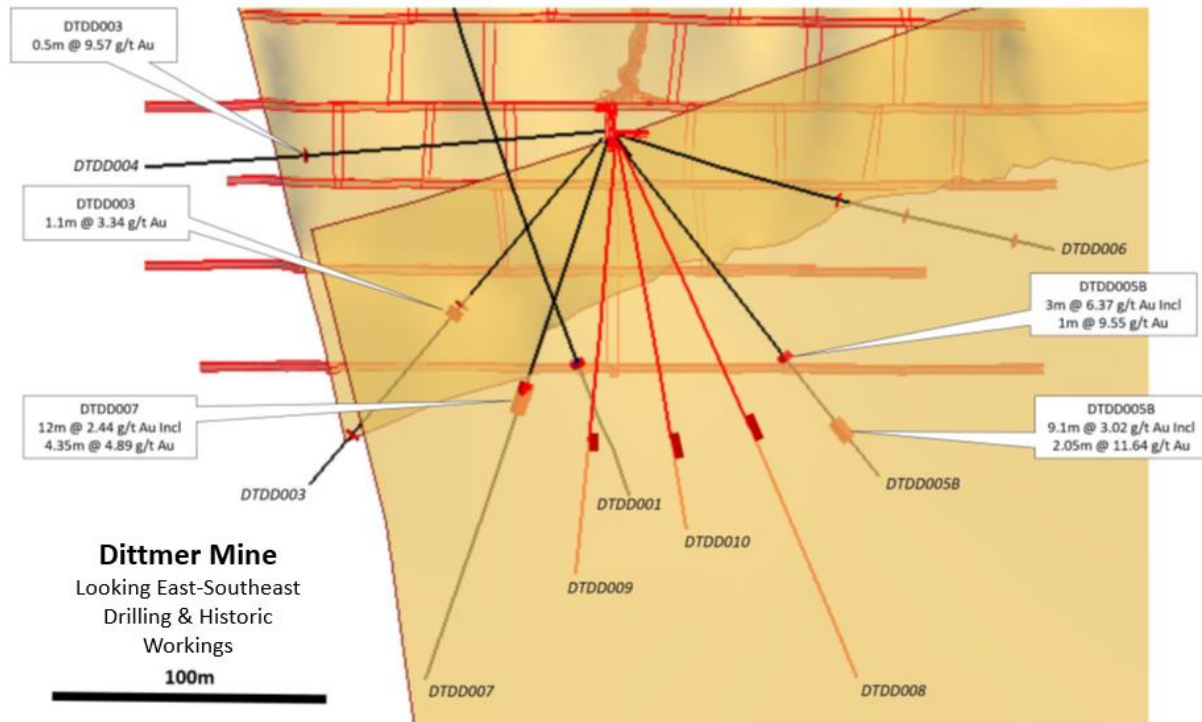 DTDD003
0.5m @ 9.57 g/t Au
DTDD004
DTDD003
1.1m @ 3.34 g/t Au
DTDD006
DTDD005B
3m @ 6.37 g/t Au Incl
1m @ 9.55 g/t Au
DTDD007
12m @ 2.44 g/t Au Incl
4.35m @ 4.89 g/t Au
DTDD005B
9.1m @ 3.02 g/t Au Incl
2.05m @ 11.64 g/t Au
DTDD003
DTDD001
DTDD005B
DTDD010
DTDD009
Dittmer Mine
Looking East-Southeast
Drilling & Historic
Workings
100m
DTDD007
DTDD008